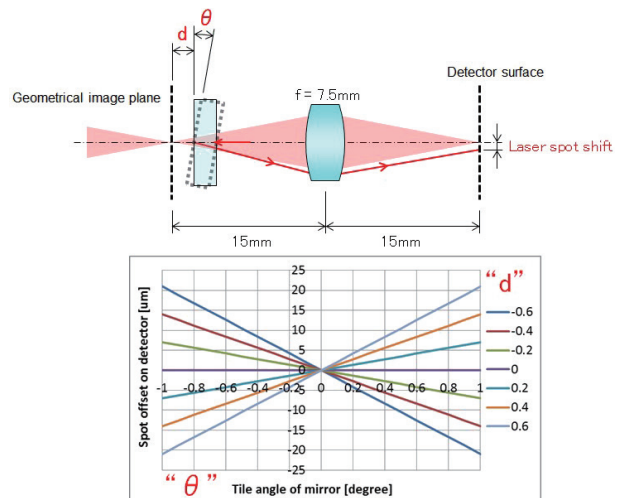 θ
d
Geometrical image plane
f = 7.5mm
Detector surface
Laser spot shift
15mm
15mm
Spot offset on detector [um]
25
20
15
10
5
0
-5
-10
-15
-20
-25
-1 -0.8 -0.6 -0.4 -0.2 0 0.2 0.4 0.6 0.8 1
“d”
-0.6
-0.4
-0.2
0
0.2
0.4
0.6
“θ”
Tile angle of mirror [degree]